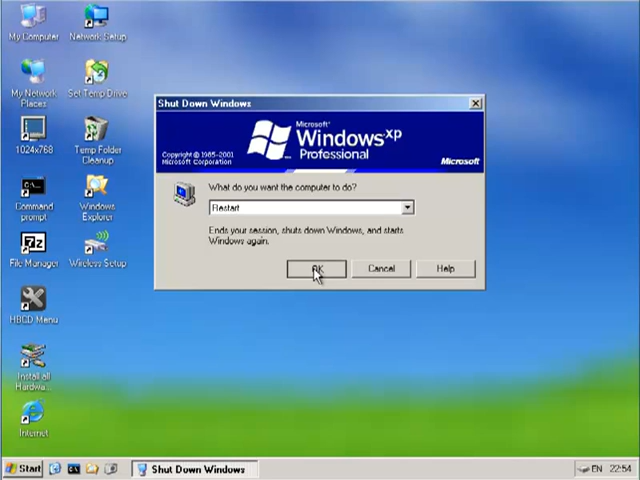 My Computer
Network Setup
My Network
Places
Set Temp Drive
1024x768
Temp Folder
Cleanup
Command
prompt
Windows
Explorer
File Manager
Wireless Setup
HBCD Menu
Install all
Hardwa...
Internet
Shut Down Windows
Copyright © 1985-2001
Microsoft Corporation
Microsoft®
Windows xp
Professional
Microsoft
What do you want the computer to do?
Restart
Ends your session, shuts down Windows, and starts
Windows again.
OK
Cancel
Help
Start
Shut Down Windows
EN
22:54